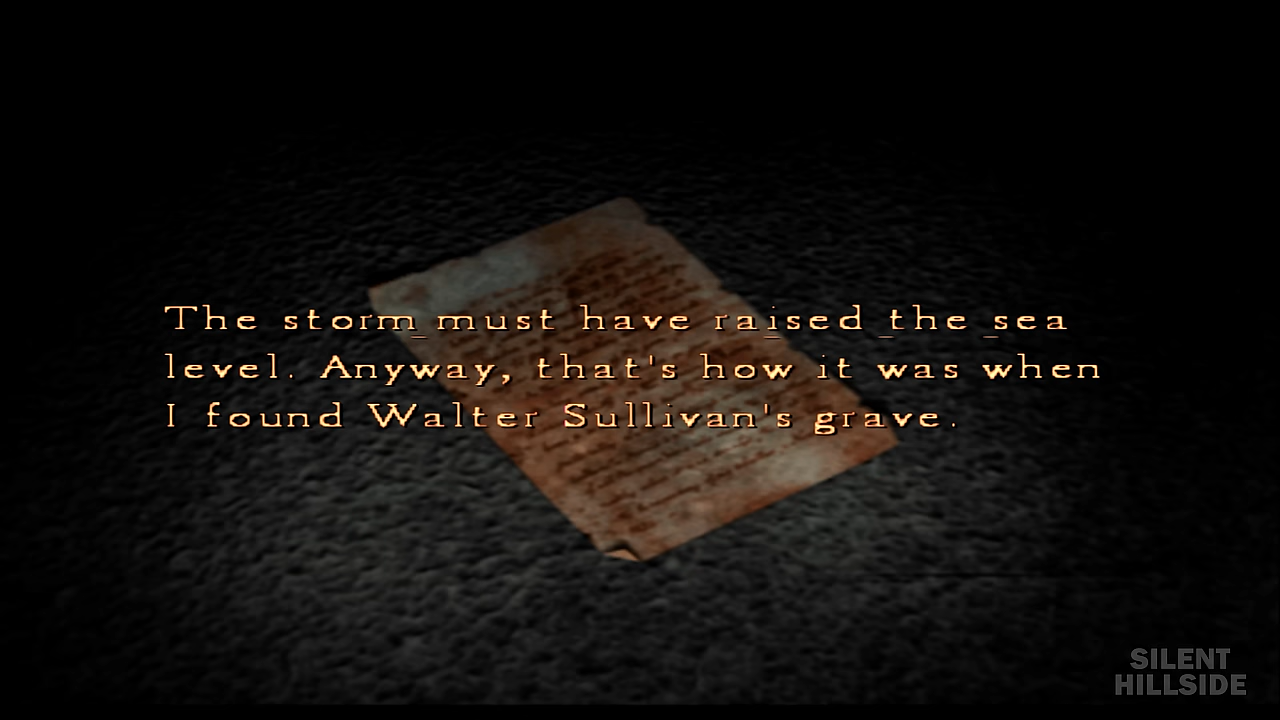 The storm must have raised the sea
level. Anyway, that's how it was when
I found Walter Sullivan's grave.
SILENT
HILLSIDE